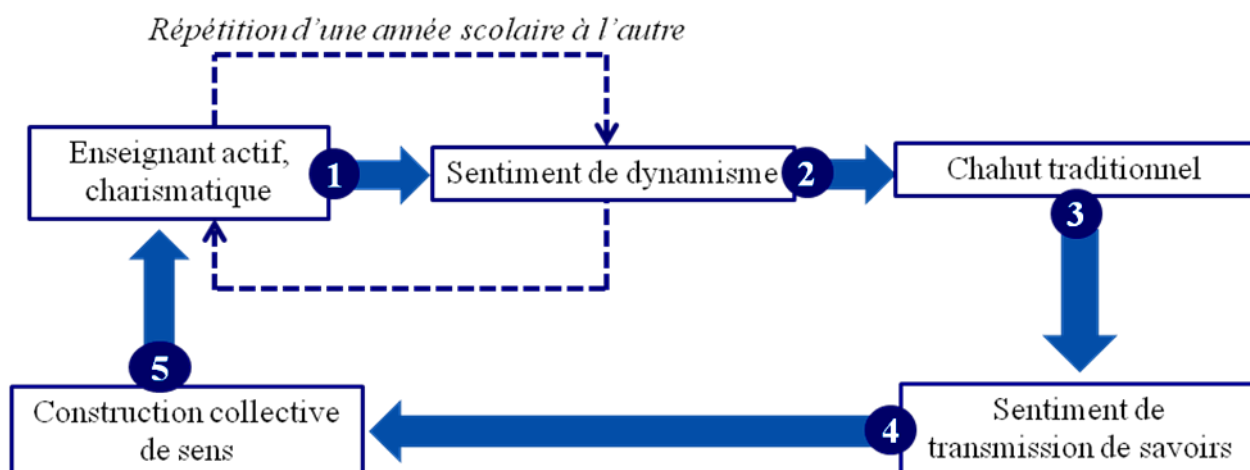 Répétition d'une année scolaire à l'autre
Enseignant actif,
charismatique
1
Sentiment de dynamisme
2
Chahut traditionnel
3
5
Construction collective
de sens
4
Sentiment de
transmission de savoirs